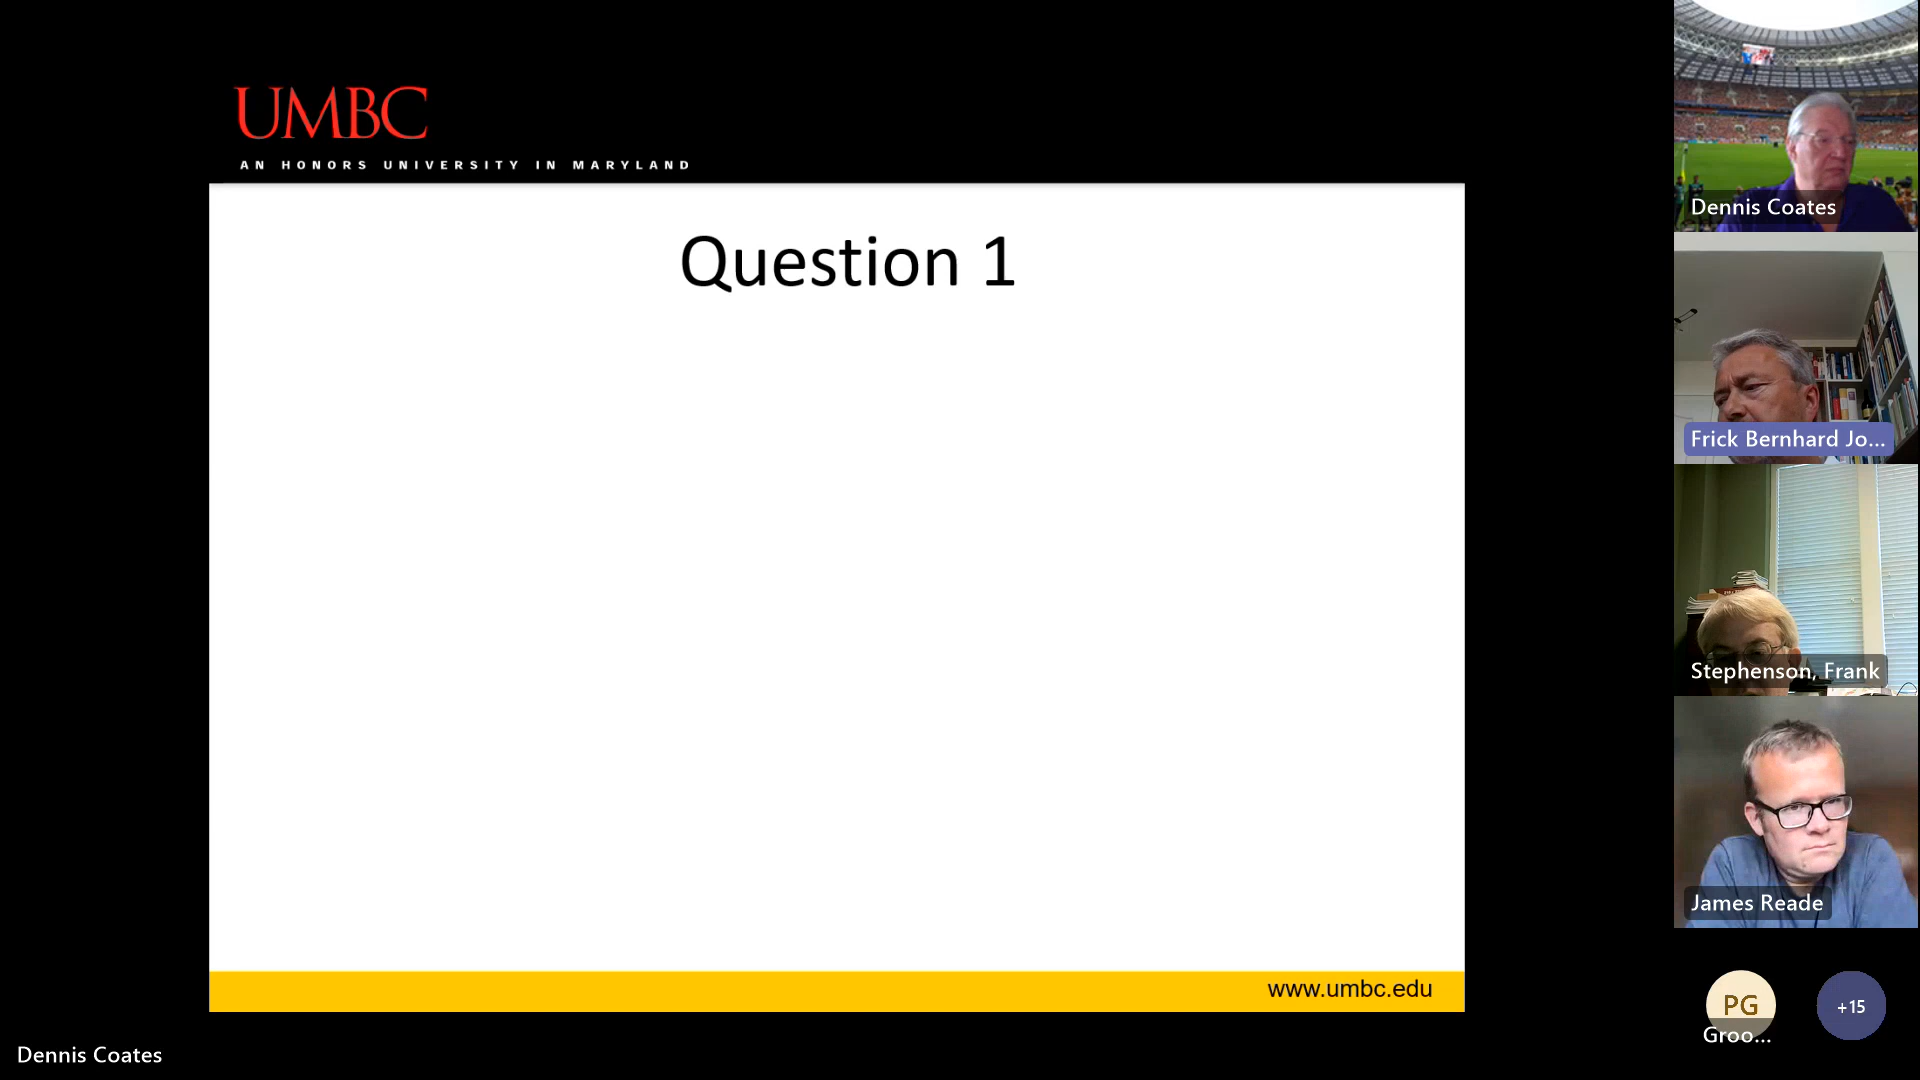 UMBC
AN HONORS UNIVERSITY IN MARYLAND
Question 1
www.umbc.edu
Dennis Coates
Dennis Coates
Frick Bernhard Jo...
Stephenson, Frank
James Reade
PG
Groo...
+15